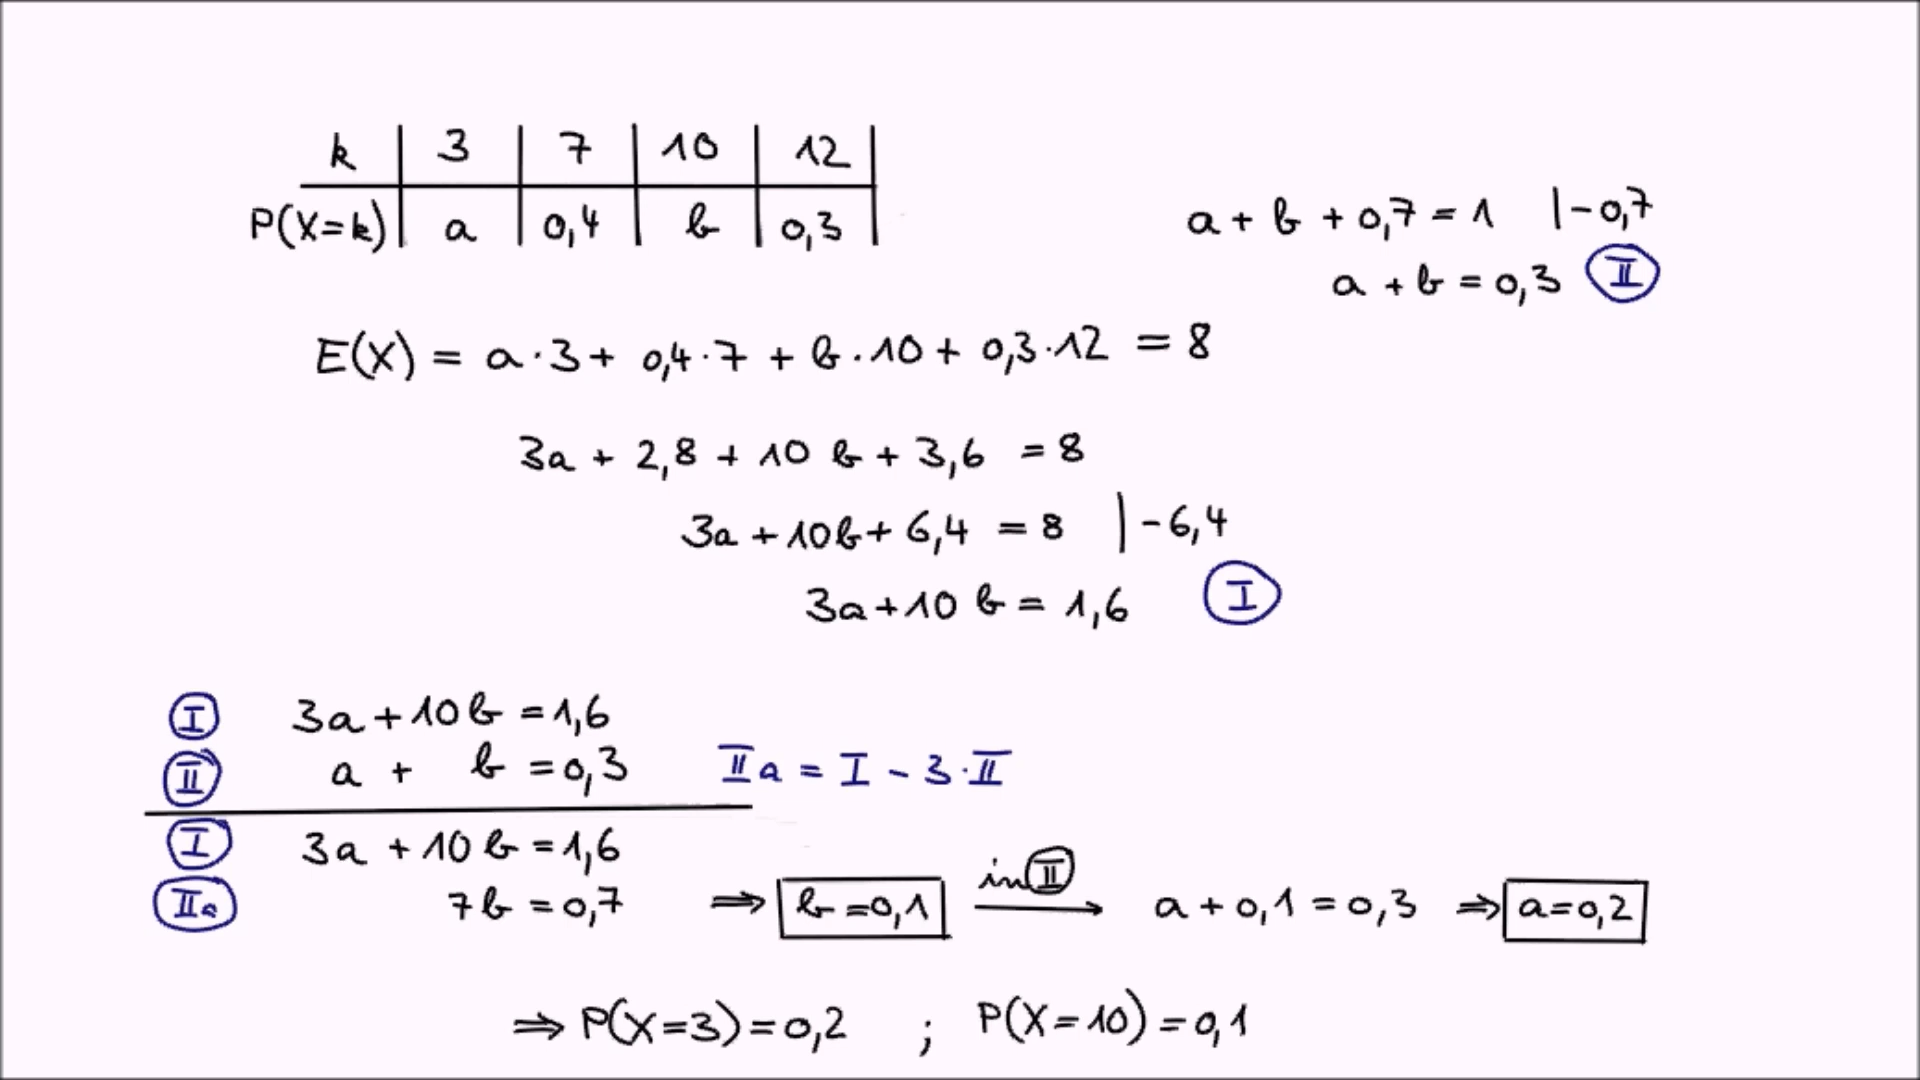 k | 3 | 7 | 10 | 12 |
P(X=k) | a | 0,4 | b | 0,3 |
a + b + 0,7 = 1 | -0,7
a + b = 0,3 II
E(X) = a·3 + 0,4·7 + b·10 + 0,3·12 = 8
3a + 2,8 + 10 b + 3,6 = 8
3a + 10b + 6,4 = 8 | -6,4
3a + 10 b = 1,6 I
I 3a + 10 b = 1,6
II a + b = 0,3 IIa = I - 3·II
I 3a + 10 b = 1,6
IIa 7b = 0,7 ⇒ b = 0,1 in II → a + 0,1 = 0,3 ⇒ a = 0,2
⇒ P(X=3) = 0,2 ; P(X=10) = 0,1